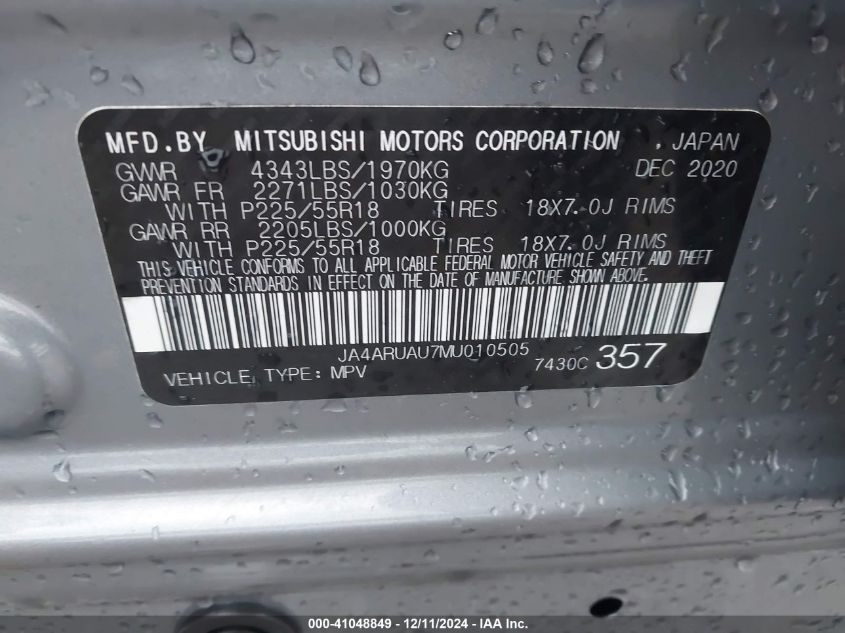 MFD.BY MITSUBISHI MOTORS CORPORATION , JAPAN
GVWR 4343LBS/1970KG DEC 2020
GAWR FR 2271LBS/1030KG
WITH P225/55R18 TIRES 18X7.0J RIMS
GAWR RR 2205LBS/1000KG
WITH P225/55R18 TIRES 18X7.0J RIMS
THIS VEHICLE CONFORMS TO ALL APPLICABLE FEDERAL MOTOR VEHICLE SAFETY AND THEFT
PREVENTION STANDARDS IN EFFECT ON THE DATE OF MANUFACTURE SHOWN ABOVE.
JA4ARUAU7MU010505 7430C 357
VEHICLE TYPE: MPV
000-41048849 - 12/11/2024 - IAA Inc.